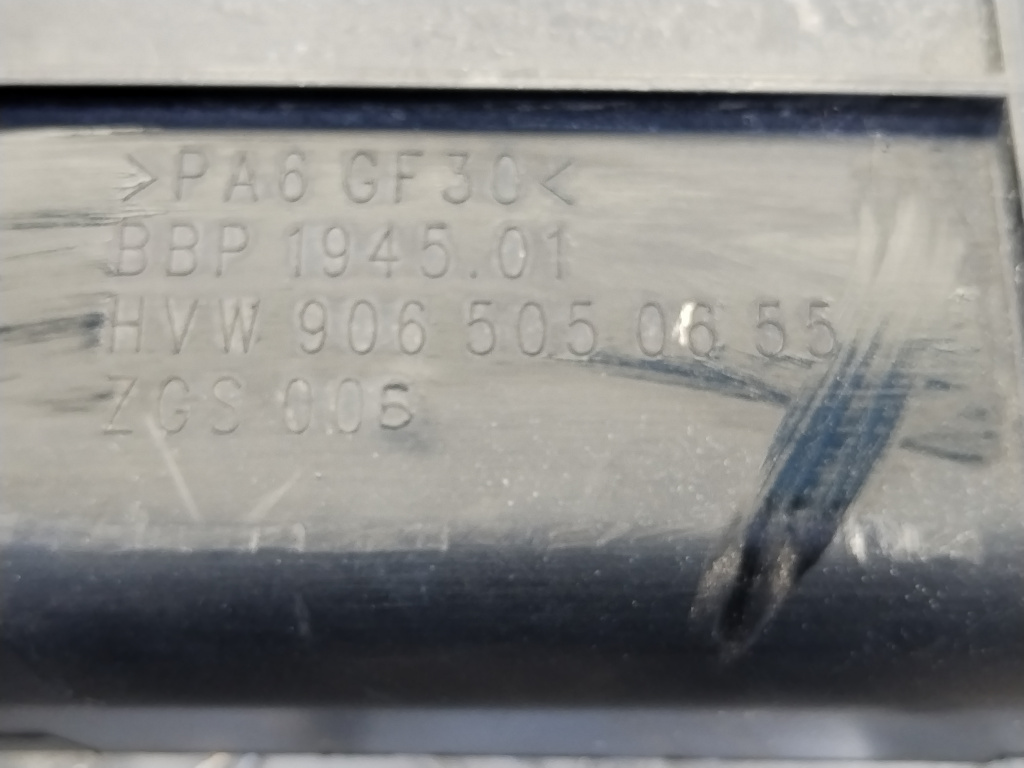 >PA6 GF30<
BBP 1945.01
HVW 906 505 06 55
ZGS 006